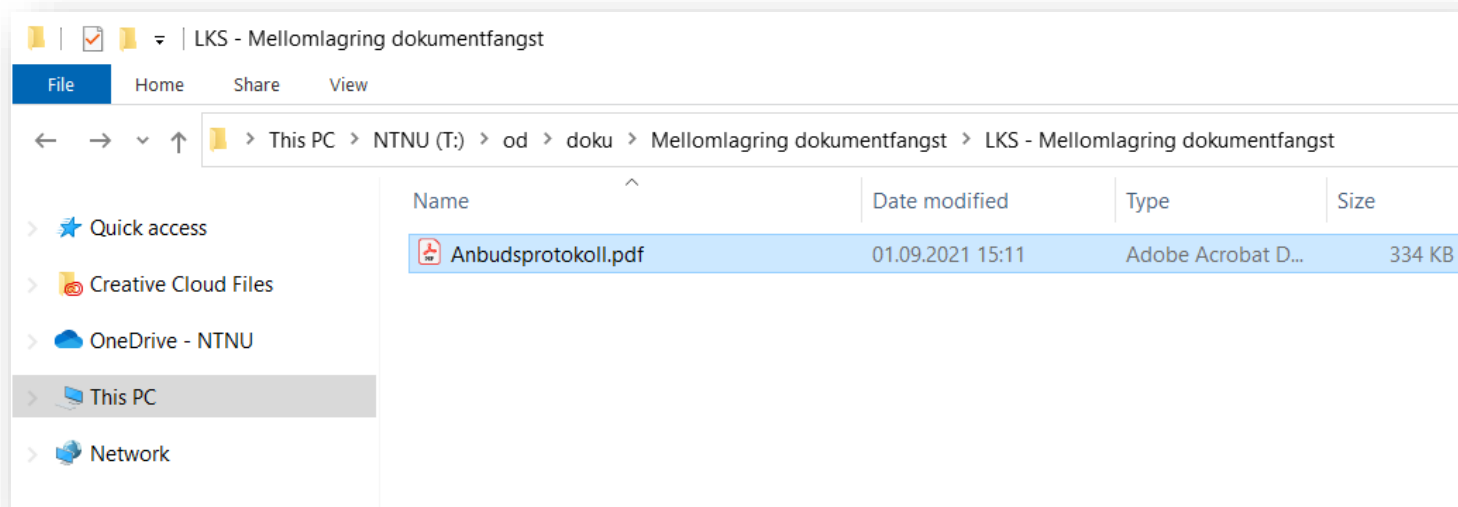 LKS - Mellomlagring dokumentfangst
File Home Share View
This PC > NTNU (T:) > od > doku > Mellomlagring dokumentfangst > LKS - Mellomlagring dokumentfangst
Name Date modified Type Size
Quick access
Anbudsprotokoll.pdf 01.09.2021 15:11 Adobe Acrobat D... 334 KB
Creative Cloud Files
OneDrive - NTNU
This PC
Network